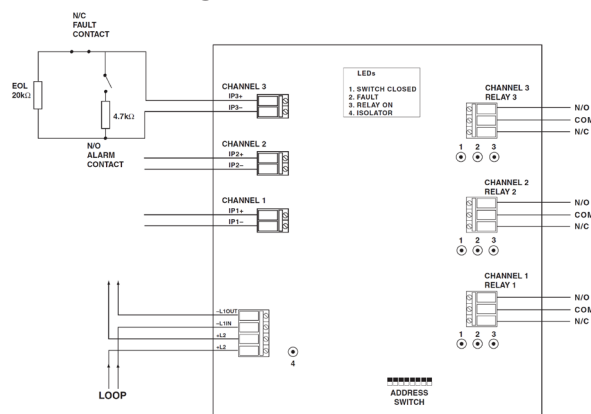 N/C
FAULT
CONTACT
EOL
20kΩ
4.7kΩ
N/O
ALARM
CONTACT
CHANNEL 3
IP3+
IP3–
CHANNEL 2
IP2+
IP2–
CHANNEL 1
IP1+
IP1–
–L1OUT
–L1IN
+L2
+L2
LOOP
4
LEDs
1. SWITCH CLOSED
2. FAULT
3. RELAY ON
4. ISOLATOR
CHANNEL 3
RELAY 3
N/O
COM
N/C
1 2 3
CHANNEL 2
RELAY 2
N/O
COM
N/C
1 2 3
CHANNEL 1
RELAY 1
N/O
COM
N/C
1 2 3
ADDRESS
SWITCH